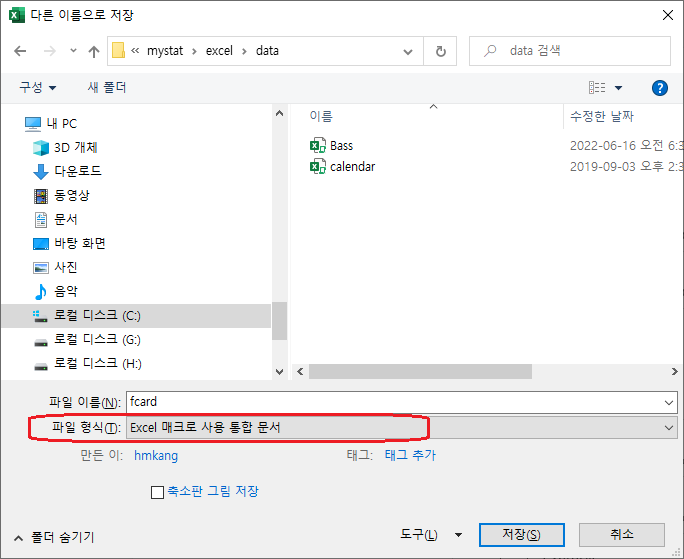 다른 이름으로 저장
« mystat > excel > data
data 검색
구성
새 폴더
?
내 PC
3D 개체
다운로드
동영상
문서
바탕 화면
사진
음악
로컬 디스크 (C:)
로컬 디스크 (G:)
로컬 디스크 (H:)
이름 수정한 날짜
Bass 2022-06-16 오전 6:3
calendar 2019-09-03 오후 2:3
파일 이름(N): fcard
파일 형식(T): Excel 매크로 사용 통합 문서
만든 이: hmkang 태그: 태그 추가
축소판 그림 저장
폴더 숨기기 도구(L) 저장(S) 취소